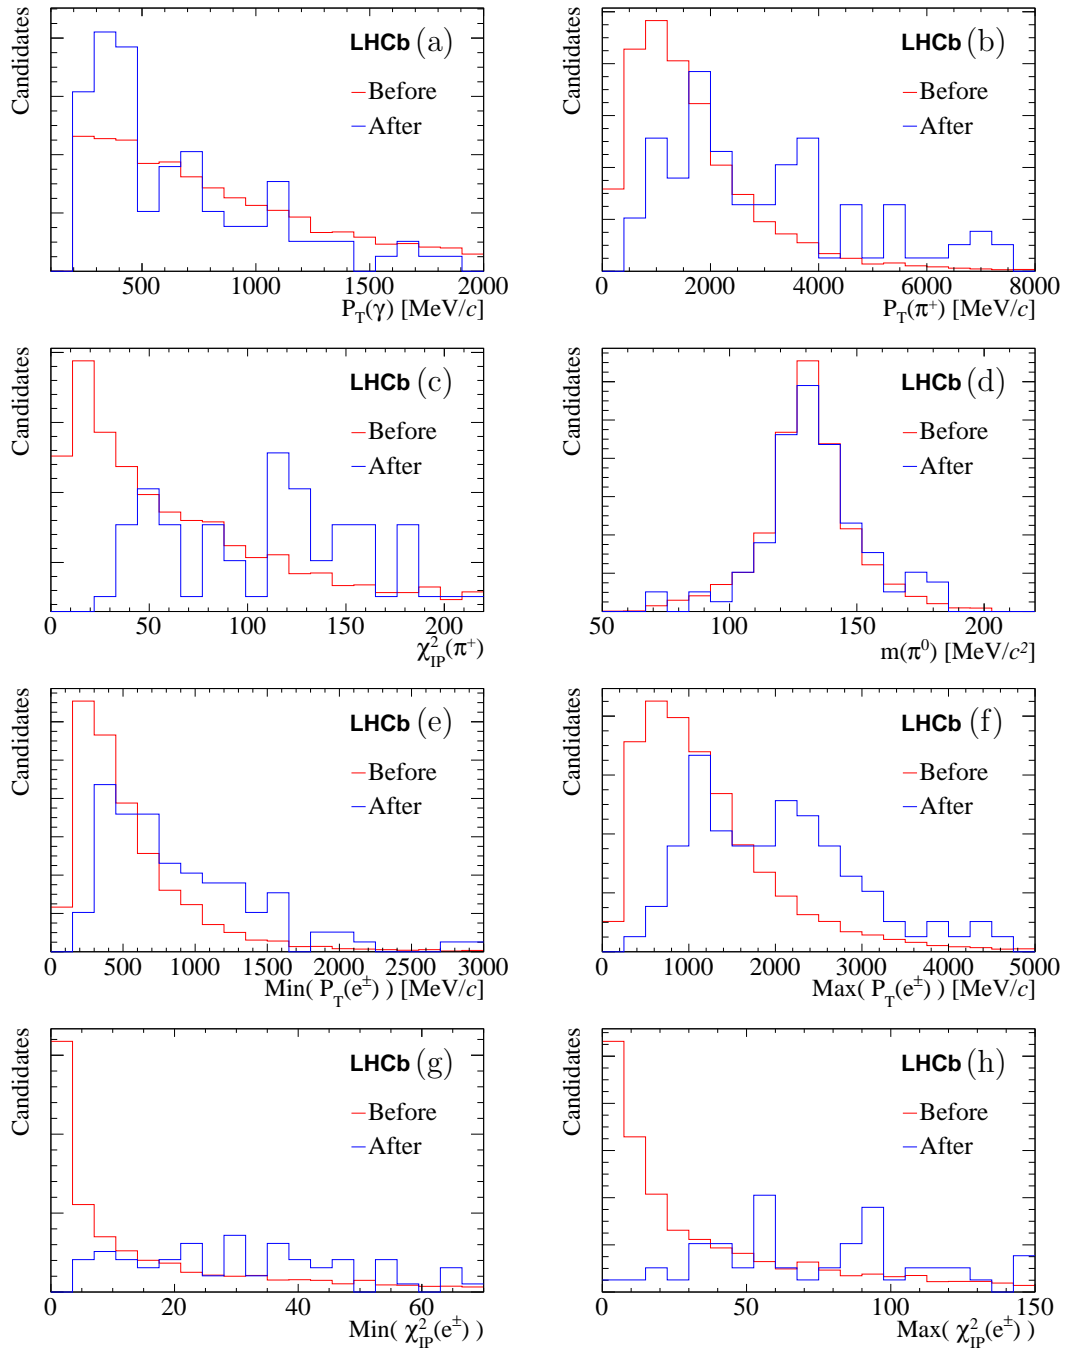 Candidates
LHCb (a)
Before
After
500 1000 1500 2000
P_T(γ) [MeV/c]
Candidates
LHCb (b)
Before
After
0 2000 4000 6000 8000
P_T(π⁺) [MeV/c]
Candidates
LHCb (c)
Before
After
0 50 100 150 200
χ²_IP(π⁺)
Candidates
LHCb (d)
Before
After
50 100 150 200
m(π⁰) [MeV/c²]
Candidates
LHCb (e)
Before
After
0 500 1000 1500 2000 2500 3000
Min( P_T(e±) ) [MeV/c]
Candidates
LHCb (f)
Before
After
0 1000 2000 3000 4000 5000
Max( P_T(e±) ) [MeV/c]
Candidates
LHCb (g)
Before
After
0 20 40 60
Min( χ²_IP(e±) )
Candidates
LHCb (h)
Before
After
0 50 100 150
Max( χ²_IP(e±) )